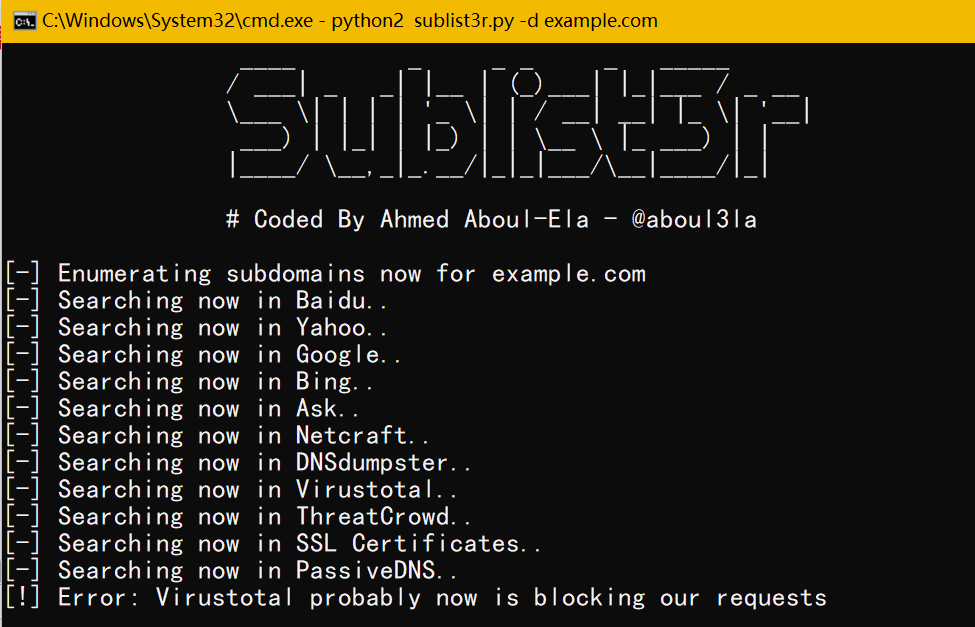 C:\Windows\System32\cmd.exe - python2  sublist3r.py -d example.com
Sublist3r
# Coded By Ahmed Aboul-Ela - @aboul3la
[-] Enumerating subdomains now for example.com
[-] Searching now in Baidu..
[-] Searching now in Yahoo..
[-] Searching now in Google..
[-] Searching now in Bing..
[-] Searching now in Ask..
[-] Searching now in Netcraft..
[-] Searching now in DNSdumpster..
[-] Searching now in Virustotal..
[-] Searching now in ThreatCrowd..
[-] Searching now in SSL Certificates..
[-] Searching now in PassiveDNS..
[!] Error: Virustotal probably now is blocking our requests